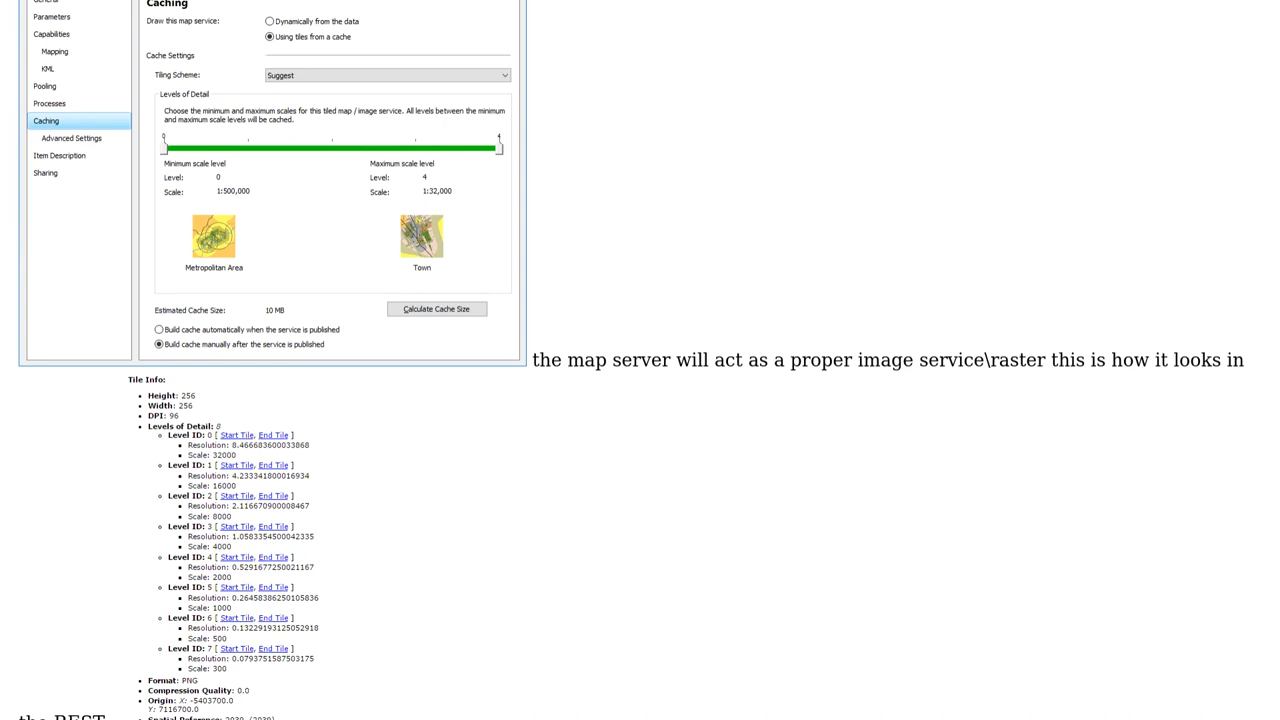 General
Caching
Parameters
Draw this map service:
Dynamically from the data
Capabilities
Using tiles from a cache
Mapping
Cache Settings
KML
Tiling Scheme:
Suggest
Pooling
Levels of Detail
Processes
Choose the minimum and maximum scales for this tiled map / image service. All levels between the minimum
and maximum scale levels will be cached.
Caching
Advanced Settings
0
4
Item Description
Minimum scale level
Maximum scale level
Sharing
Level: 0
Level: 4
Scale: 1:500,000
Scale: 1:32,000
Metropolitan Area
Town
Estimated Cache Size: 10 MB
Calculate Cache Size
Build cache automatically when the service is published
Build cache manually after the service is published
the map server will act as a proper image service\raster this is how it looks in
Tile Info:
Height: 256
Width: 256
DPI: 96
Levels of Detail: 8
Level ID: 0 [ Start Tile, End Tile ]
Resolution: 8.466683600033868
Scale: 32000
Level ID: 1 [ Start Tile, End Tile ]
Resolution: 4.233341800016934
Scale: 16000
Level ID: 2 [ Start Tile, End Tile ]
Resolution: 2.116670900008467
Scale: 8000
Level ID: 3 [ Start Tile, End Tile ]
Resolution: 1.0583354500042335
Scale: 4000
Level ID: 4 [ Start Tile, End Tile ]
Resolution: 0.5291677250021167
Scale: 2000
Level ID: 5 [ Start Tile, End Tile ]
Resolution: 0.26458386250105836
Scale: 1000
Level ID: 6 [ Start Tile, End Tile ]
Resolution: 0.13229193125052918
Scale: 500
Level ID: 7 [ Start Tile, End Tile ]
Resolution: 0.0793751587503175
Scale: 300
Format: PNG
Compression Quality: 0.0
Origin: X: -5403700.0
Y: 7116700.0
Spatial Reference: 2039 (2039)
the REST